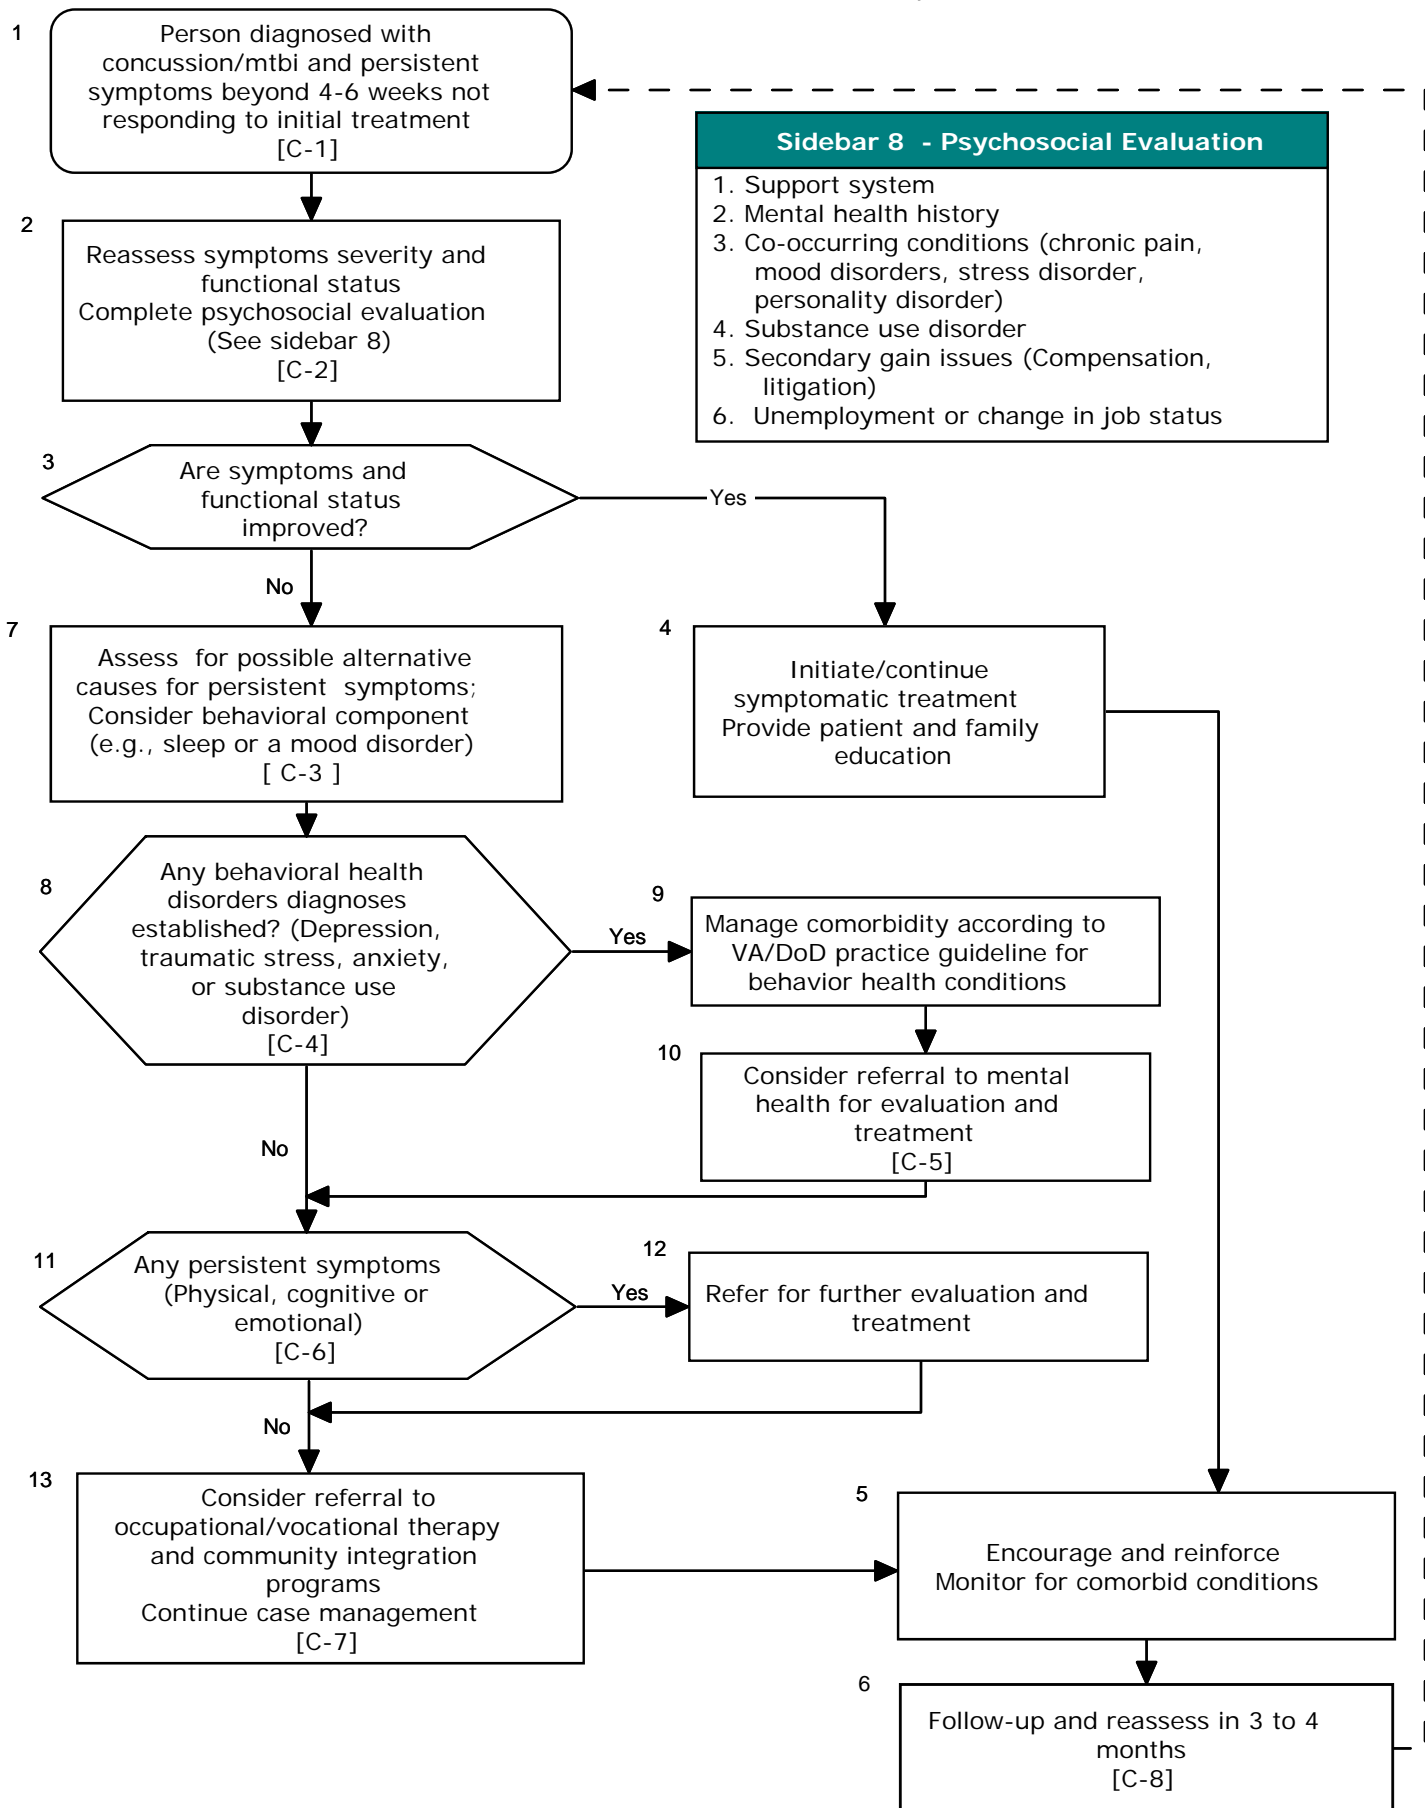 1
Person diagnosed with
concussion/mtbi and persistent
symptoms beyond 4-6 weeks not
responding to initial treatment
[C-1]
Sidebar 8 - Psychosocial Evaluation
1. Support system
2. Mental health history
3. Co-occurring conditions (chronic pain,
mood disorders, stress disorder,
personality disorder)
4. Substance use disorder
5. Secondary gain issues (Compensation,
litigation)
6. Unemployment or change in job status
2
Reassess symptoms severity and
functional status
Complete psychosocial evaluation
(See sidebar 8)
[C-2]
3
Are symptoms and
functional status
improved?
Yes
No
7
Assess for possible alternative
causes for persistent symptoms;
Consider behavioral component
(e.g., sleep or a mood disorder)
[ C-3 ]
4
Initiate/continue
symptomatic treatment
Provide patient and family
education
8
Any behavioral health
disorders diagnoses
established? (Depression,
traumatic stress, anxiety,
or substance use
disorder)
[C-4]
Yes
9
Manage comorbidity according to
VA/DoD practice guideline for
behavior health conditions
10
Consider referral to mental
health for evaluation and
treatment
[C-5]
No
11
Any persistent symptoms
(Physical, cognitive or
emotional)
[C-6]
Yes
12
Refer for further evaluation and
treatment
No
13
Consider referral to
occupational/vocational therapy
and community integration
programs
Continue case management
[C-7]
5
Encourage and reinforce
Monitor for comorbid conditions
6
Follow-up and reassess in 3 to 4
months
[C-8]